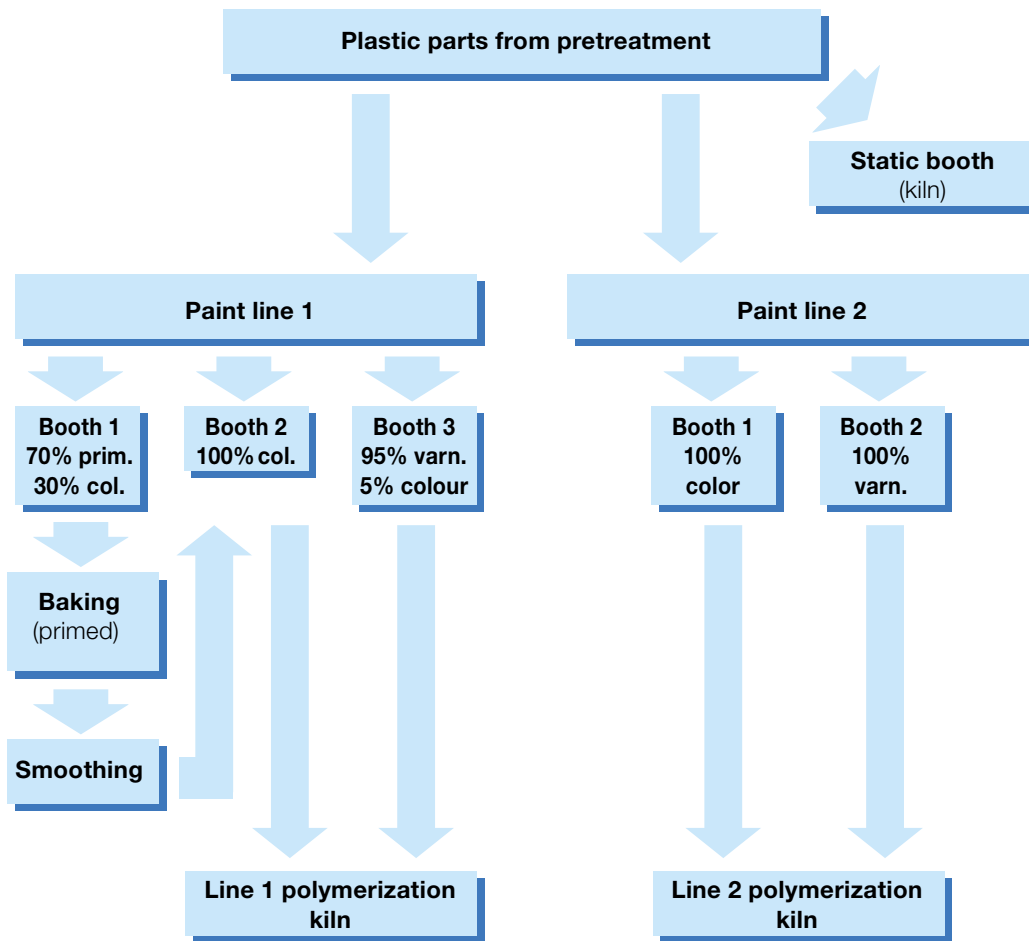 Plastic parts from pretreatment
Static booth
(kiln)
Paint line 1
Paint line 2
Booth 1
70% prim.
30% col.
Booth 2
100% col.
Booth 3
95% varn.
5% colour
Booth 1
100%
color
Booth 2
100%
varn.
Baking
(primed)
Smoothing
Line 1 polymerization
kiln
Line 2 polymerization
kiln